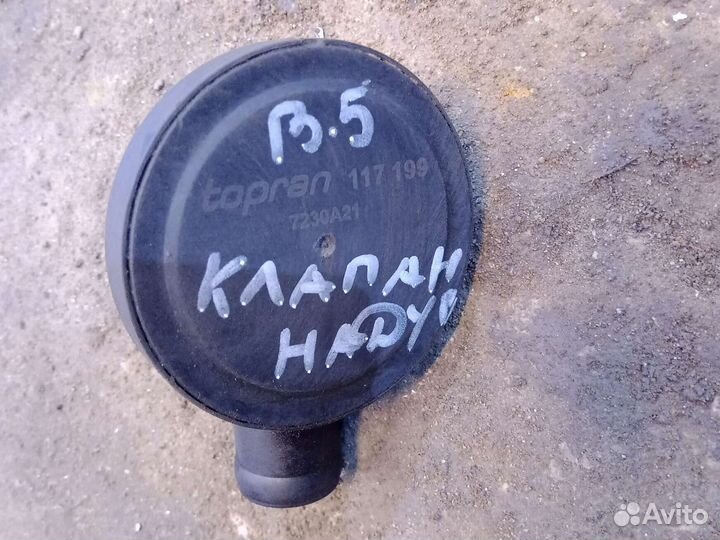 В.5
topran 117 199
7230A21
КЛАПАН
НАДУВ
Avito